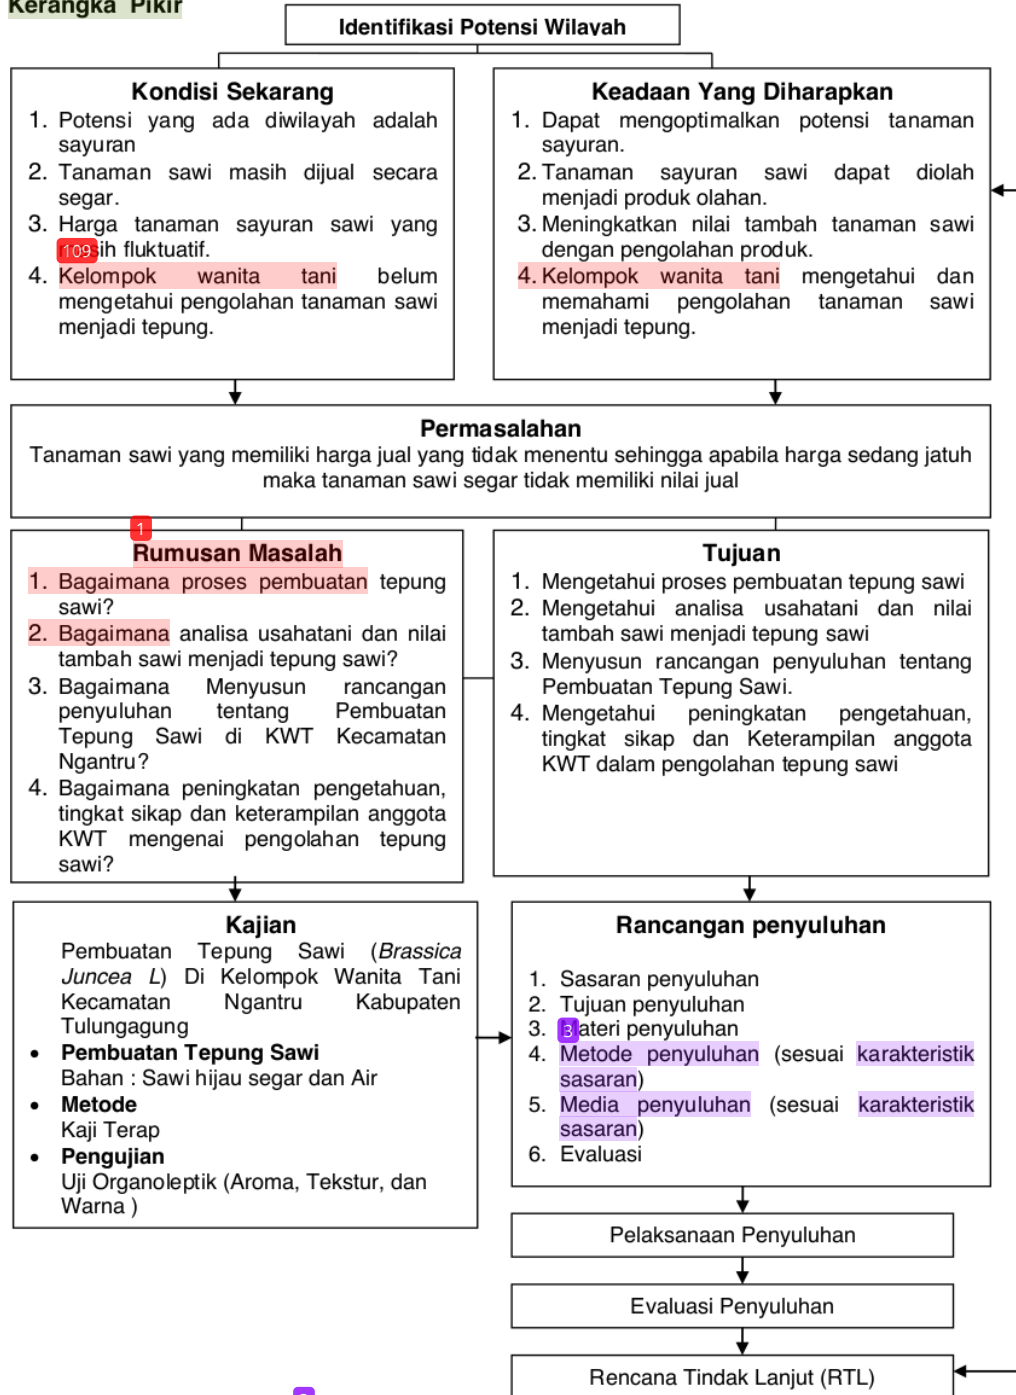 Kerangka Pikir
Identifikasi Potensi Wilayah
Kondisi Sekarang
1. Potensi yang ada diwilayah adalah
sayuran
2. Tanaman sawi masih dijual secara
segar.
3. Harga tanaman sayuran sawi yang
109 sih fluktuatif.
4. Kelompok wanita tani belum
mengetahui pengolahan tanaman sawi
menjadi tepung.
Keadaan Yang Diharapkan
1. Dapat mengoptimalkan potensi tanaman
sayuran.
2. Tanaman sayuran sawi dapat diolah
menjadi produk olahan.
3. Meningkatkan nilai tambah tanaman sawi
dengan pengolahan produk.
4. Kelompok wanita tani mengetahui dan
memahami pengolahan tanaman sawi
menjadi tepung.
Permasalahan
Tanaman sawi yang memiliki harga jual yang tidak menentu sehingga apabila harga sedang jatuh
maka tanaman sawi segar tidak memiliki nilai jual
1
Rumusan Masalah
1. Bagaimana proses pembuatan tepung
sawi?
2. Bagaimana analisa usahatani dan nilai
tambah sawi menjadi tepung sawi?
3. Bagaimana Menyusun rancangan
penyuluhan tentang Pembuatan
Tepung Sawi di KWT Kecamatan
Ngantru?
4. Bagaimana peningkatan pengetahuan,
tingkat sikap dan keterampilan anggota
KWT mengenai pengolahan tepung
sawi?
Tujuan
1. Mengetahui proses pembuatan tepung sawi
2. Mengetahui analisa usahatani dan nilai
tambah sawi menjadi tepung sawi
3. Menyusun rancangan penyuluhan tentang
Pembuatan Tepung Sawi.
4. Mengetahui peningkatan pengetahuan,
tingkat sikap dan Keterampilan anggota
KWT dalam pengolahan tepung sawi
Kajian
Pembuatan Tepung Sawi (Brassica
Juncea L) Di Kelompok Wanita Tani
Kecamatan Ngantru Kabupaten
Tulungagung
• Pembuatan Tepung Sawi
Bahan : Sawi hijau segar dan Air
• Metode
Kaji Terap
• Pengujian
Uji Organoleptik (Aroma, Tekstur, dan
Warna )
Rancangan penyuluhan
1. Sasaran penyuluhan
2. Tujuan penyuluhan
3. 3 ateri penyuluhan
4. Metode penyuluhan (sesuai karakteristik
sasaran)
5. Media penyuluhan (sesuai karakteristik
sasaran)
6. Evaluasi
Pelaksanaan Penyuluhan
Evaluasi Penyuluhan
Rencana Tindak Lanjut (RTL)